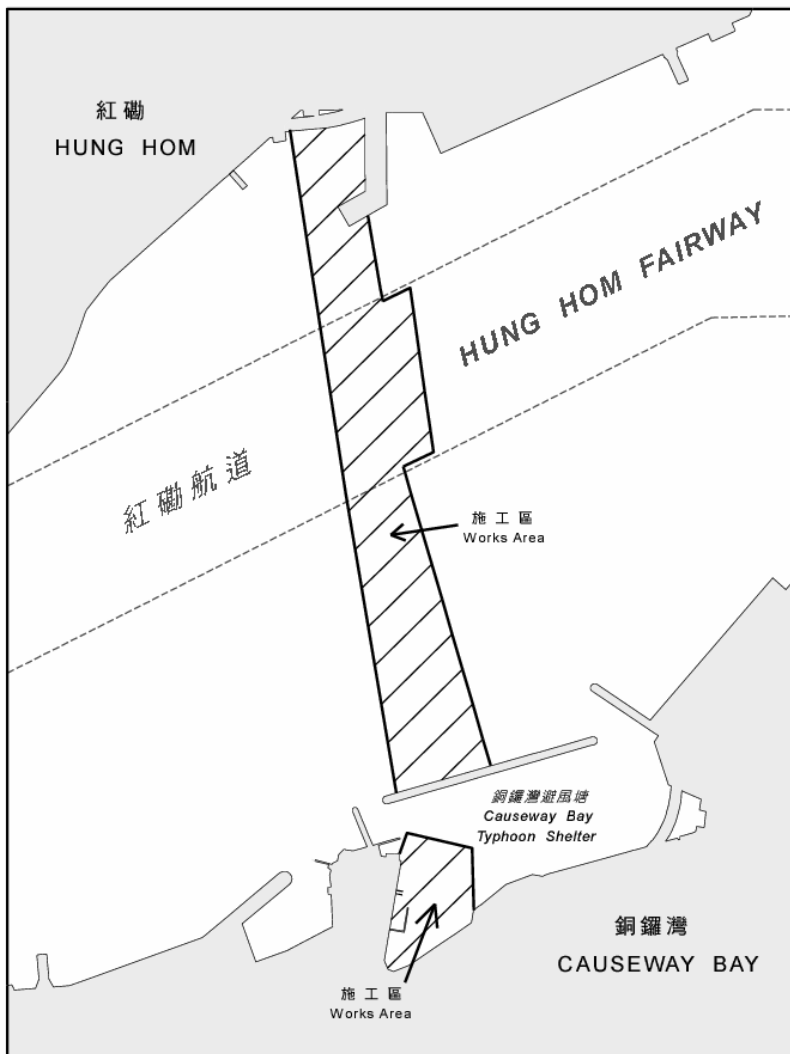 紅磡
HUNG HOM
HUNG HOM FAIRWAY
紅磡航道
施工區
Works Area
銅鑼灣避風塘
Causeway Bay
Typhoon Shelter
銅鑼灣
CAUSEWAY BAY
施工區
Works Area